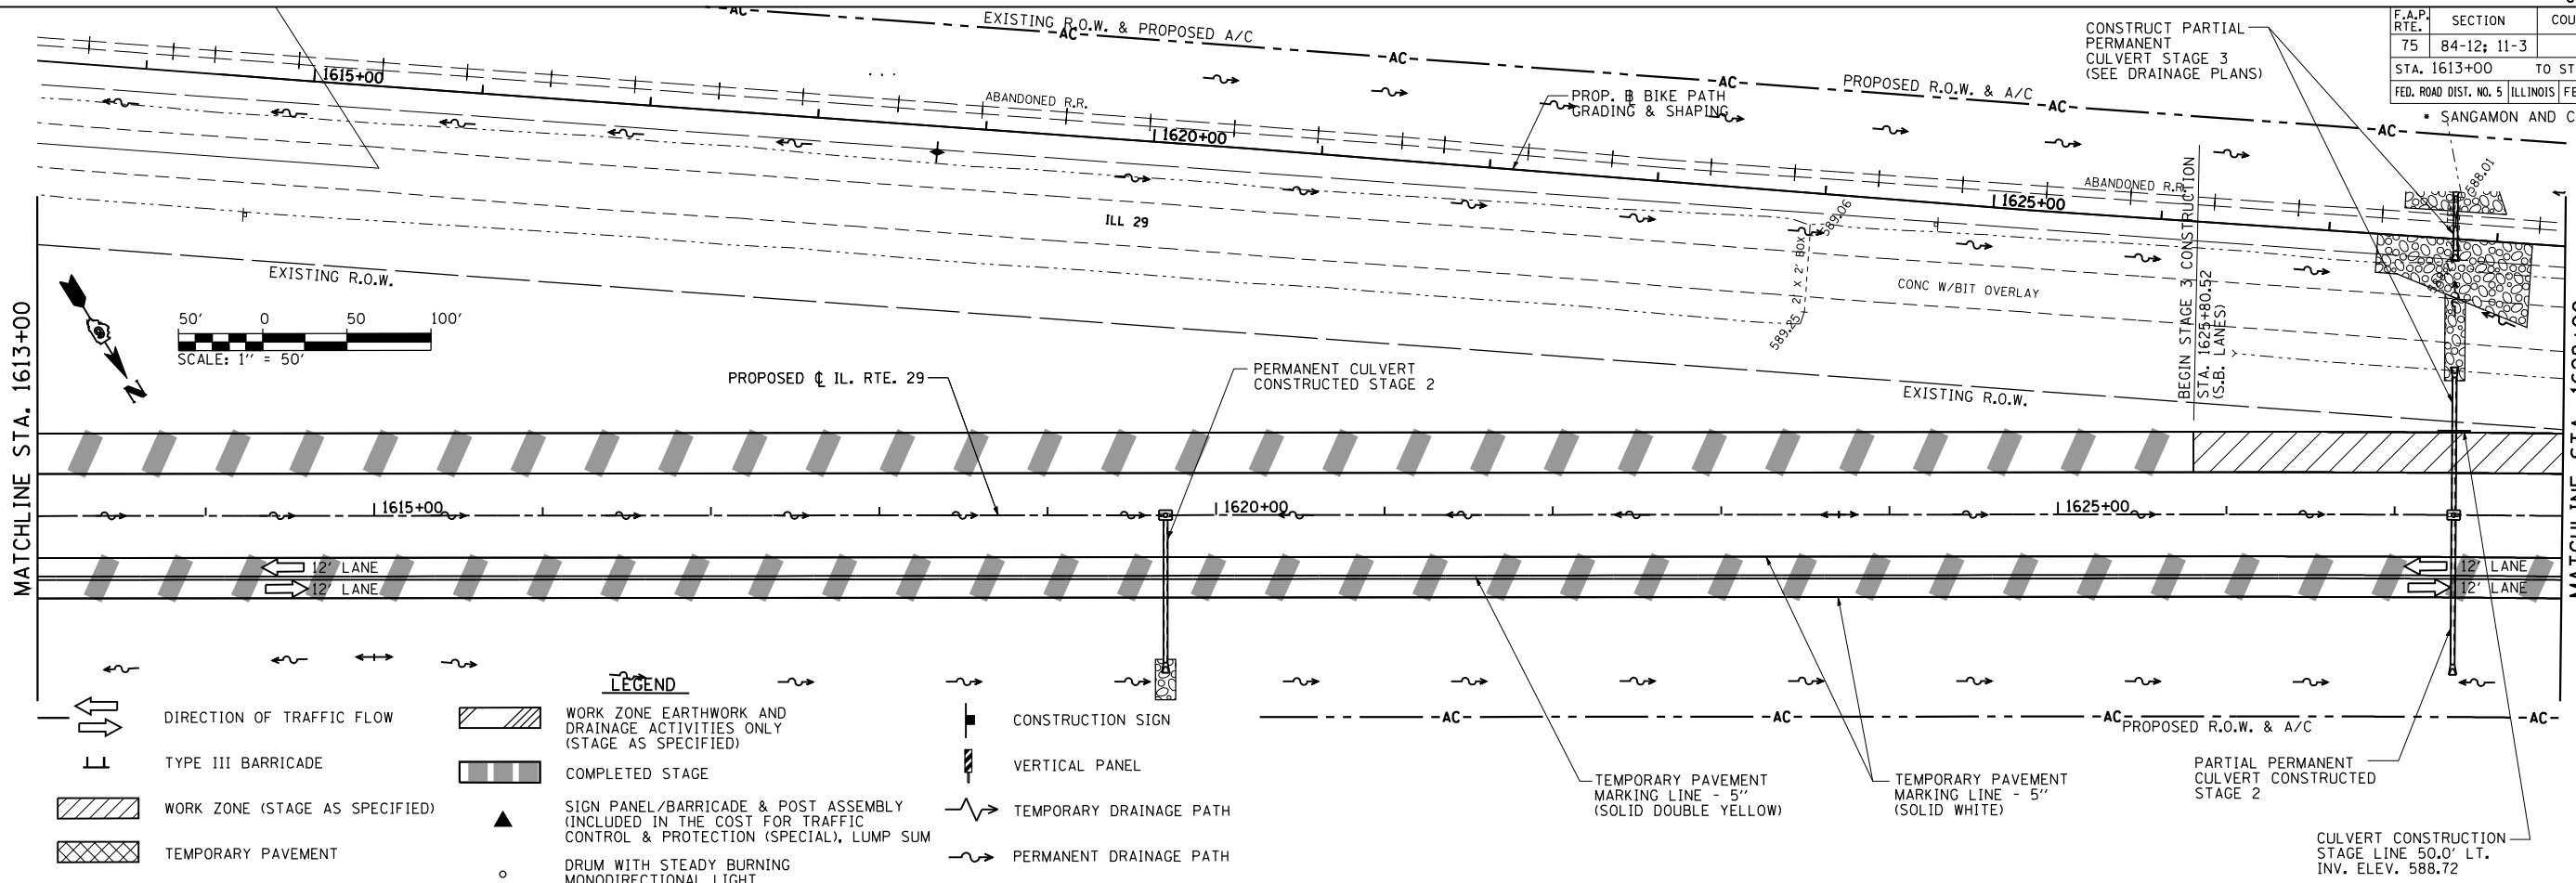 EXISTING R.O.W. & PROPOSED A/C
AC
AC
AC
AC
PROPOSED R.O.W. & A/C
AC
AC
CONSTRUCT PARTIAL
PERMANENT
CULVERT STAGE 3
(SEE DRAINAGE PLANS)
F.A.P.
RTE.
SECTION
COU
75
84-12; 11-3
STA. 1613+00
TO ST
FED. ROAD DIST. NO. 5
ILLINOIS
FE
* SANGAMON AND C
1615+00
ABANDONED R.R.
1620+00
PROP. ℄ BIKE PATH
GRADING & SHAPING
ABANDONED R.R.
1625+00
588.01
ILL 29
589.06
2' X 2' BOX
589.25
CONC W/BIT OVERLAY
BEGIN STAGE 3 CONSTRUCTION
STA. 1625+80.52
(S.B. LANES)
EXISTING R.O.W.
EXISTING R.O.W.
MATCHLINE STA. 1613+00
N
50'
0
50
100'
SCALE: 1" = 50'
PROPOSED ℄ IL. RTE. 29
PERMANENT CULVERT
CONSTRUCTED STAGE 2
1615+00
1620+00
1625+00
12' LANE
12' LANE
12' LANE
12' LANE
LEGEND
DIRECTION OF TRAFFIC FLOW
TYPE III BARRICADE
WORK ZONE (STAGE AS SPECIFIED)
TEMPORARY PAVEMENT
WORK ZONE EARTHWORK AND
DRAINAGE ACTIVITIES ONLY
(STAGE AS SPECIFIED)
COMPLETED STAGE
SIGN PANEL/BARRICADE & POST ASSEMBLY
(INCLUDED IN THE COST FOR TRAFFIC
CONTROL & PROTECTION (SPECIAL), LUMP SUM
DRUM WITH STEADY BURNING
MONODIRECTIONAL LIGHT
CONSTRUCTION SIGN
VERTICAL PANEL
TEMPORARY DRAINAGE PATH
PERMANENT DRAINAGE PATH
AC
AC
AC
AC
PROPOSED R.O.W. & A/C
TEMPORARY PAVEMENT
MARKING LINE - 5"
(SOLID DOUBLE YELLOW)
TEMPORARY PAVEMENT
MARKING LINE - 5"
(SOLID WHITE)
PARTIAL PERMANENT
CULVERT CONSTRUCTED
STAGE 2
CULVERT CONSTRUCTION
STAGE LINE 50.0' LT.
INV. ELEV. 588.72